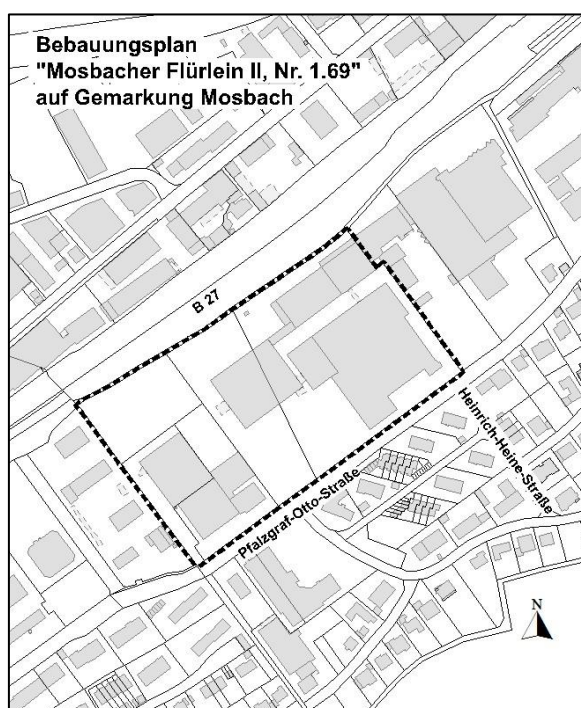 Bebauungsplan
"Mosbacher Flürlein II, Nr. 1.69"
auf Gemarkung Mosbach
B 27
Heinrich-Heine-Straße
Pfalzgraf-Otto-Straße
N